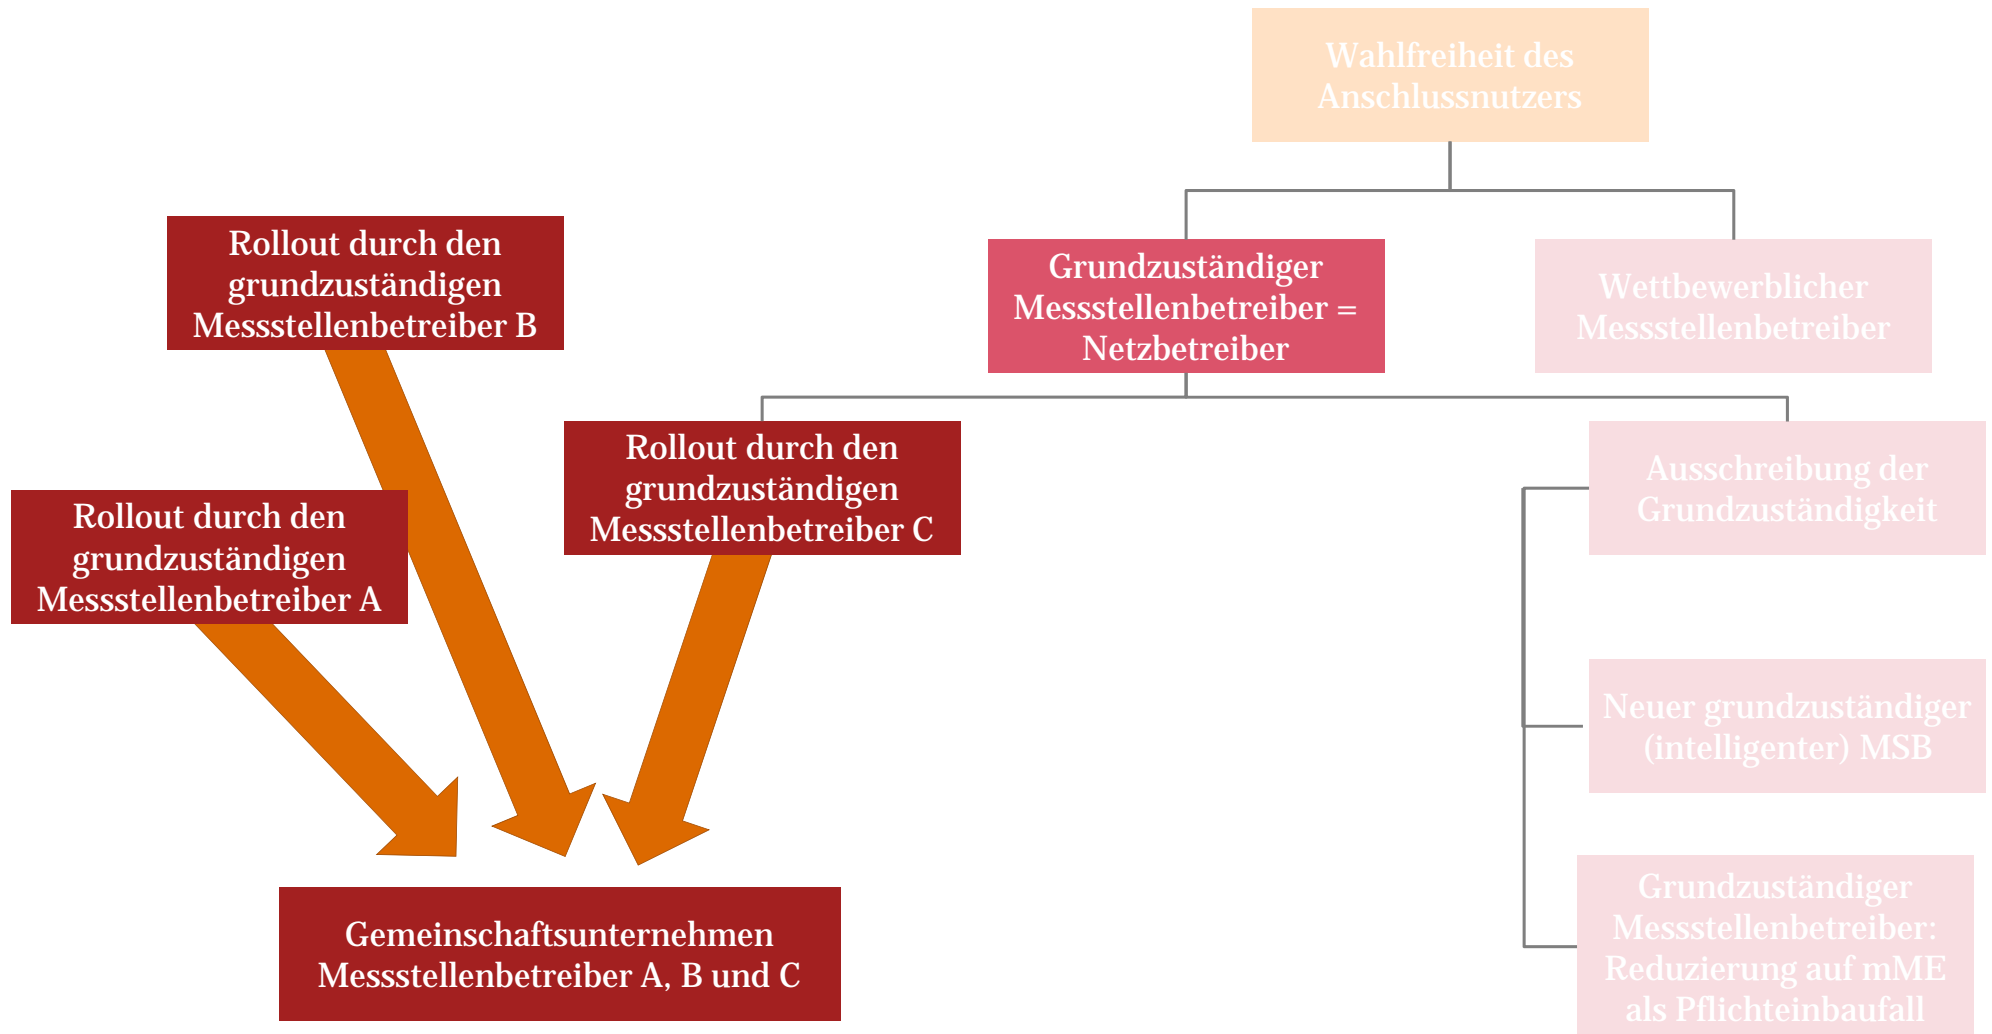 Wahlfreiheit des
Anschlussnutzers
Rollout durch den
grundzuständigen
Messstellenbetreiber B
Grundzuständiger
Messstellenbetreiber =
Netzbetreiber
Wettbewerblicher
Messstellenbetreiber
Rollout durch den
grundzuständigen
Messstellenbetreiber C
Ausschreibung der
Grundzuständigkeit
Rollout durch den
grundzuständigen
Messstellenbetreiber A
Neuer grundzuständiger
(intelligenter) MSB
Gemeinschaftsunternehmen
Messstellenbetreiber A, B und C
Grundzuständiger
Messstellenbetreiber:
Reduzierung auf mME
als Pflichteinbaufall